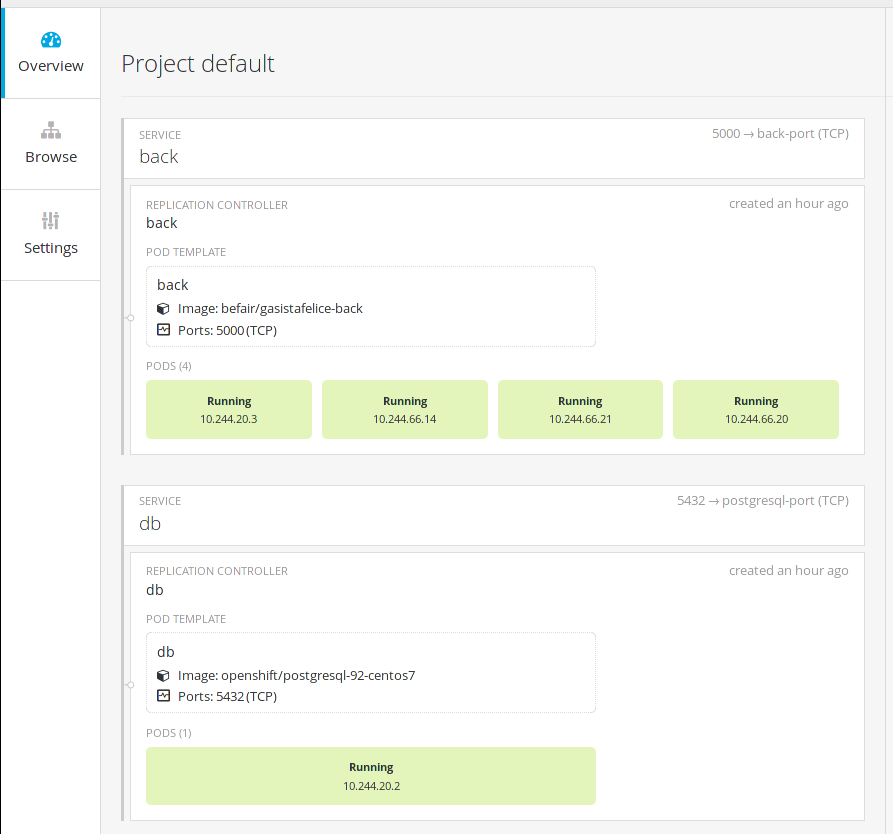 Overview
Browse
Settings
Project default
SERVICE
5000 → back-port (TCP)
back
REPLICATION CONTROLLER
created an hour ago
back
POD TEMPLATE
back
Image: befair/gasistafelice-back
Ports: 5000 (TCP)
PODS (4)
Running Running Running Running
10.244.20.3 10.244.66.14 10.244.66.21 10.244.66.20
SERVICE
5432 → postgresql-port (TCP)
db
REPLICATION CONTROLLER
created an hour ago
db
POD TEMPLATE
db
Image: openshift/postgresql-92-centos7
Ports: 5432 (TCP)
PODS (1)
Running
10.244.20.2